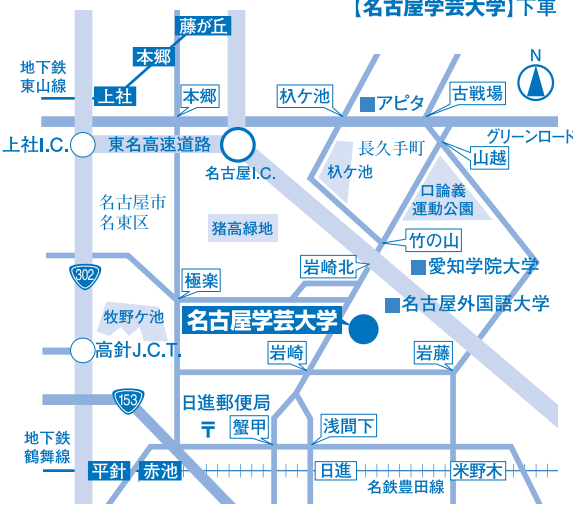 【名古屋学芸大学】下車
藤が丘
本郷
地下鉄
東山線
上社
本郷
杁ケ池
アピタ
古戦場
N
グリーンロード
上社I.C.
東名高速道路
名古屋I.C.
長久手町
杁ケ池
山越
口論義
運動公園
名古屋市
名東区
猪高緑地
竹の山
岩崎北
愛知学院大学
302
極楽
名古屋外国語大学
牧野ケ池
名古屋学芸大学
高針J.C.T.
岩崎
岩藤
153
日進郵便局
〒
蟹甲
浅間下
地下鉄
鶴舞線
平針
赤池
日進
米野木
名鉄豊田線